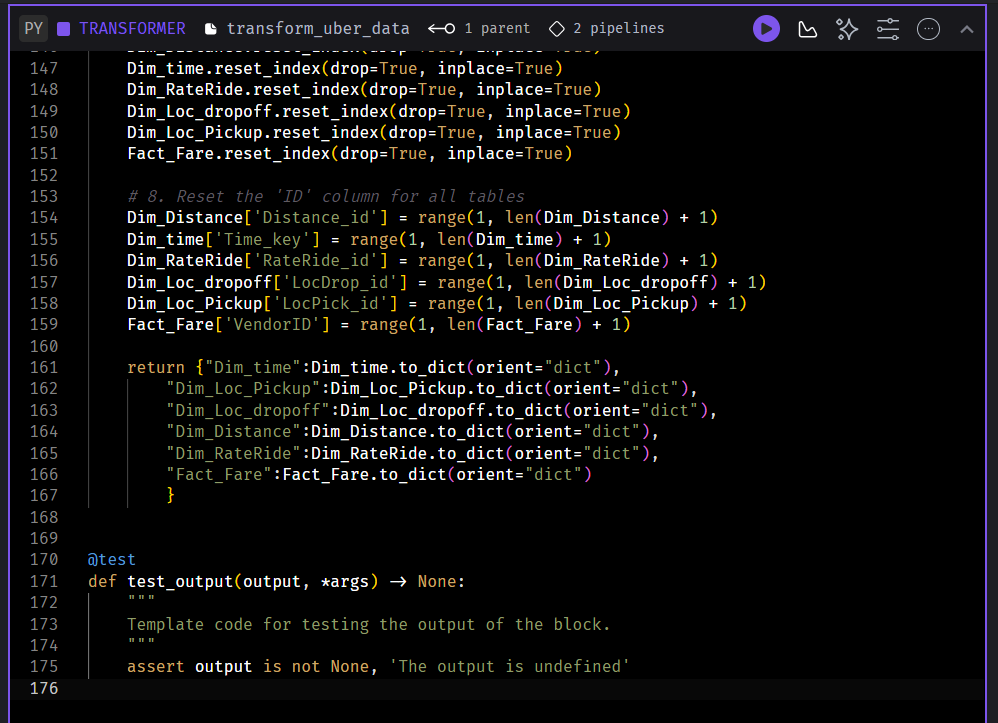 PY TRANSFORMER transform_uber_data 1 parent 2 pipelines
147 Dim_time.reset_index(drop=True, inplace=True)
148 Dim_RateRide.reset_index(drop=True, inplace=True)
149 Dim_Loc_dropoff.reset_index(drop=True, inplace=True)
150 Dim_Loc_Pickup.reset_index(drop=True, inplace=True)
151 Fact_Fare.reset_index(drop=True, inplace=True)
152
153 # 8. Reset the 'ID' column for all tables
154 Dim_Distance['Distance_id'] = range(1, len(Dim_Distance) + 1)
155 Dim_time['Time_key'] = range(1, len(Dim_time) + 1)
156 Dim_RateRide['RateRide_id'] = range(1, len(Dim_RateRide) + 1)
157 Dim_Loc_dropoff['LocDrop_id'] = range(1, len(Dim_Loc_dropoff) + 1)
158 Dim_Loc_Pickup['LocPick_id'] = range(1, len(Dim_Loc_Pickup) + 1)
159 Fact_Fare['VendorID'] = range(1, len(Fact_Fare) + 1)
160
161 return {"Dim_time":Dim_time.to_dict(orient="dict"),
162 "Dim_Loc_Pickup":Dim_Loc_Pickup.to_dict(orient="dict"),
163 "Dim_Loc_dropoff":Dim_Loc_dropoff.to_dict(orient="dict"),
164 "Dim_Distance":Dim_Distance.to_dict(orient="dict"),
165 "Dim_RateRide":Dim_RateRide.to_dict(orient="dict"),
166 "Fact_Fare":Fact_Fare.to_dict(orient="dict")
167 }
168
169
170 @test
171 def test_output(output, *args) -> None:
172 """
173 Template code for testing the output of the block.
174 """
175 assert output is not None, 'The output is undefined'
176